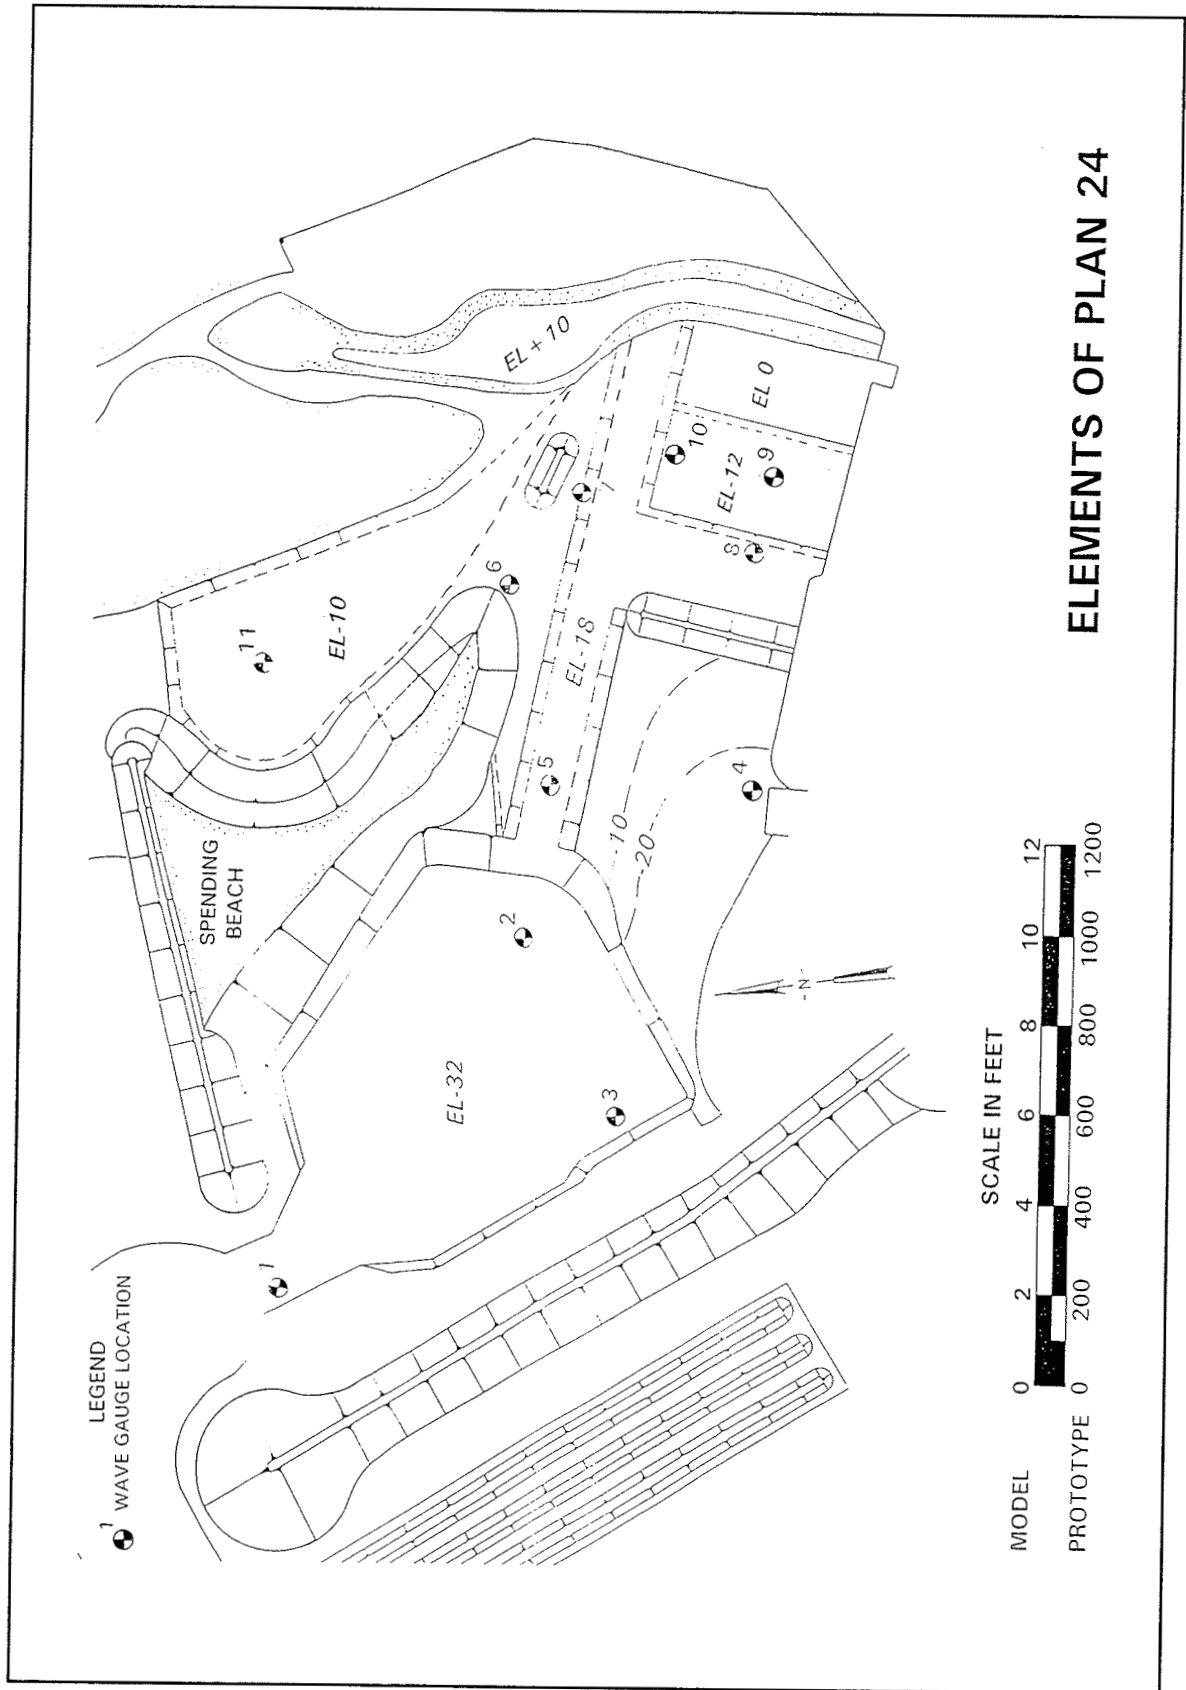 LEGEND
1 WAVE GAUGE LOCATION
1
2
3
4
5
6
7
8
9
10
11
SPENDING
BEACH
EL-32
EL-10
EL-18
EL+10
EL-12
EL 0
-10
-20
N
SCALE IN FEET
MODEL 0 2 4 6 8 10 12
PROTOTYPE 0 200 400 600 800 1000 1200
ELEMENTS OF PLAN 24